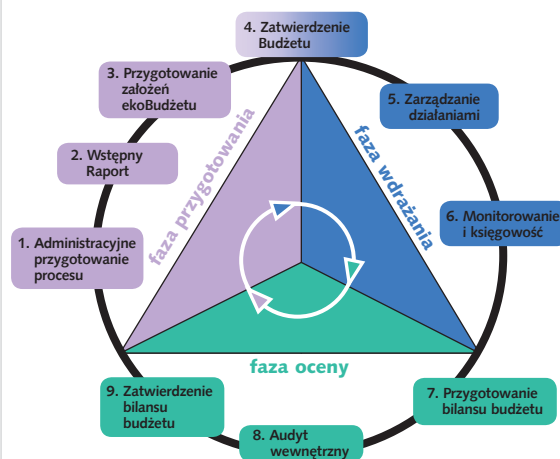 4. Zatwierdzenie
Budżetu
3. Przygotowanie
założeń
ekoBudżetu
5. Zarządzanie
działaniami
2. Wstępny
Raport
faza przygotowania
faza wdrażania
1. Administracyjne
przygotowanie
procesu
6. Monitorowanie
i księgowość
faza oceny
9. Zatwierdzenie
bilansu
budżetu
7. Przygotowanie
bilansu budżetu
8. Audyt
wewnętrzny